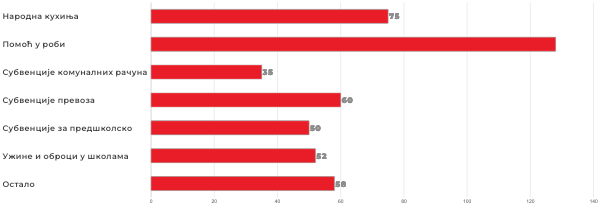 Народна кухиња 75
Помоћ у роби
Субвенције комуналних рачуна 35
Субвенције превоза 60
Субвенције за предшколско 50
Ужине и оброци у школама 52
Остало 58
0 20 40 60 80 100 120 140